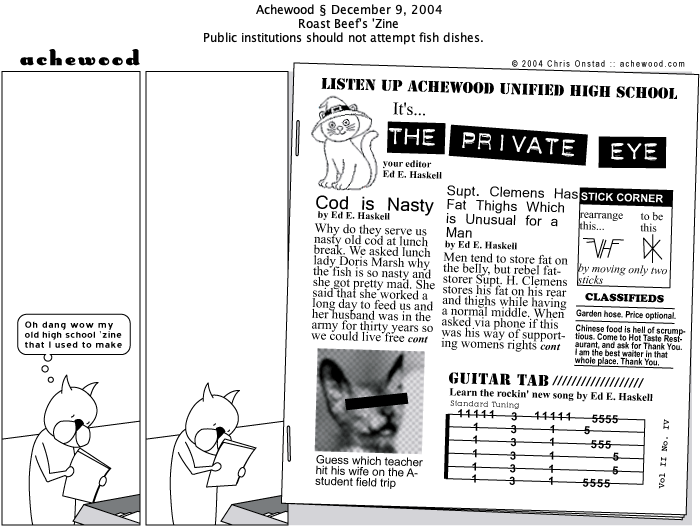 Achewood § December 9, 2004
Roast Beef's 'Zine
Public institutions should not attempt fish dishes.
achewood
© 2004 Chris Onstad :: achewood.com
Oh dang wow my
old high school 'zine
that I used to make
LISTEN UP ACHEWOOD UNIFIED HIGH SCHOOL
It's...
THE PRIVATE EYE
your editor
Ed E. Haskell
Cod is Nasty
by Ed E. Haskell
Why do they serve us
nasty old cod at lunch
break. We asked lunch
lady Doris Marsh why
the fish is so nasty and
she got pretty mad. She
said that she worked a
long day to feed us and
her husband was in the
army for thirty years so
we could live free cont
Guess which teacher
hit his wife on the A-
student field trip
Supt. Clemens Has
Fat Thighs Which
is Unusual for a
Man
by Ed E. Haskell
Men tend to store fat on
the belly, but rebel fat-
storer Supt. H. Clemens
stores his fat on his rear
and thighs while having
a normal middle. When
asked via phone if this
was his way of support-
ing womens rights cont
STICK CORNER
rearrange
this...
to be
this
by moving only two
sticks
CLASSIFIEDS
Garden hose. Price optional.
Chinese food is hell of scrump-
tious. Come to Hot Taste Rest-
aurant, and ask for Thank You.
I am the best waiter in that
whole place. Thank You.
GUITAR TAB //////////////////
Learn the rockin' new song by Ed E. Haskell
Standard Tuning
11111 3 11111 5555
1 3 1 5
1 3 1 555
1 3 1 5
1 3 1 5
1 3 1 5555
Vol II No. IV